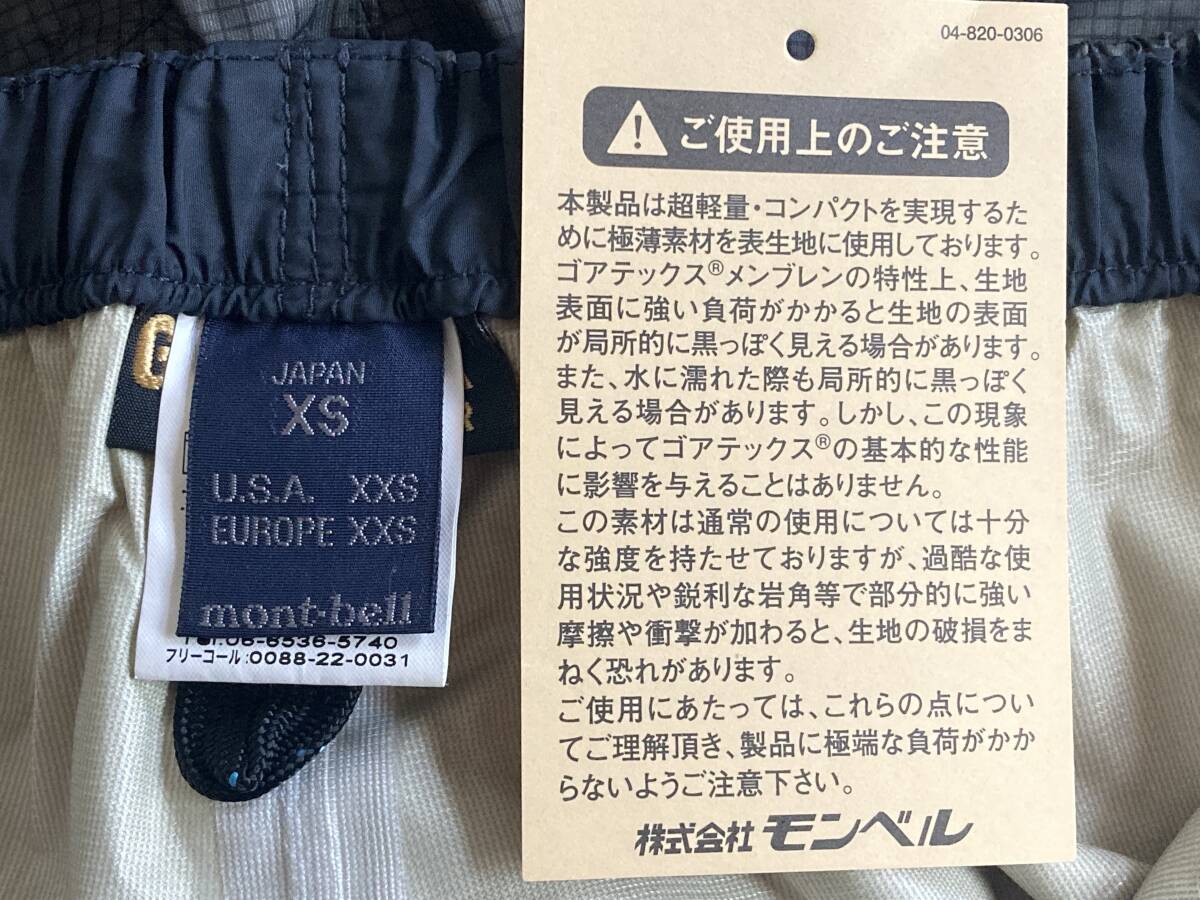 JAPAN
XS
U.S.A. XXS
EUROPE XXS
mont-bell
Tel.06-6536-5740
フリーコール:0088-22-0031
04-820-0306
ご使用上のご注意
本製品は超軽量・コンパクトを実現するた
めに極薄素材を表生地に使用しております。
ゴアテックス®メンブレンの特性上、生地
表面に強い負荷がかかると生地の表面
が局所的に黒っぽく見える場合があります。
また、水に濡れた際も局所的に黒っぽく
見える場合があります。しかし、この現象
によってゴアテックス®の基本的な性能
に影響を与えることはありません。
この素材は通常の使用については十分
な強度を持たせておりますが、過酷な使
用状況や鋭利な岩角等で部分的に強い
摩擦や衝撃が加わると、生地の破損をま
ねく恐れがあります。
ご使用にあたっては、これらの点につい
てご理解頂き、製品に極端な負荷がかか
らないようご注意下さい。
株式会社モンベル